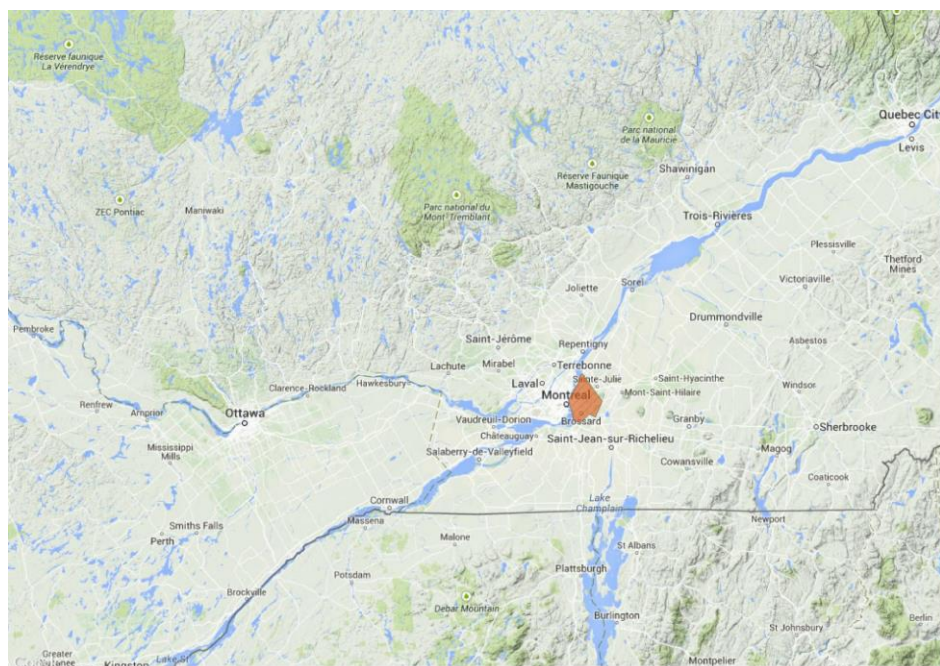 Réserve faunique
La Vérendrye
Quebec City
Levis
Parc national
de la Mauricie
Réserve Faunique
Mastigouche
Shawinigan
ZEC Pontiac
Maniwaki
Parc national du
Mont-Tremblant
Trois-Rivières
Plessisville
Thetford
Mines
Victoriaville
Joliette
Sorel
Drummondville
Pembroke
Saint-Jérôme
Asbestos
Repentigny
Lachute
Mirabel
Terrebonne
Sainte-Julie
Saint-Hyacinthe
Clarence-Rockland
Hawkesbury
Laval
Windsor
Renfrew
Arnprior
Ottawa
Montreal
Mont-Saint-Hilaire
Vaudreuil-Dorion
Brossard
Granby
Sherbrooke
Châteauguay
Saint-Jean-sur-Richelieu
Mississippi
Mills
Salaberry-de-Valleyfield
Magog
Cowansville
Coaticook
Cornwall
Lake
Champlain
Massena
Newport
Smiths Falls
Perth
Malone
St Albans
Plattsburgh
Potsdam
Brockville
Debar Mountain
Burlington
St Johnsbury
Berlin
Greater
Kingston
Lake St
Montpelier